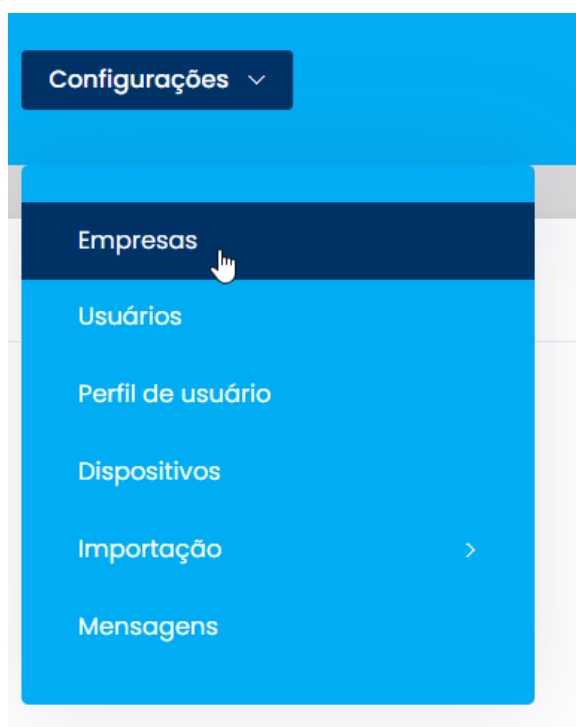 Configurações
Empresas
Usuários
Perfil de usuário
Dispositivos
Importação
Mensagens